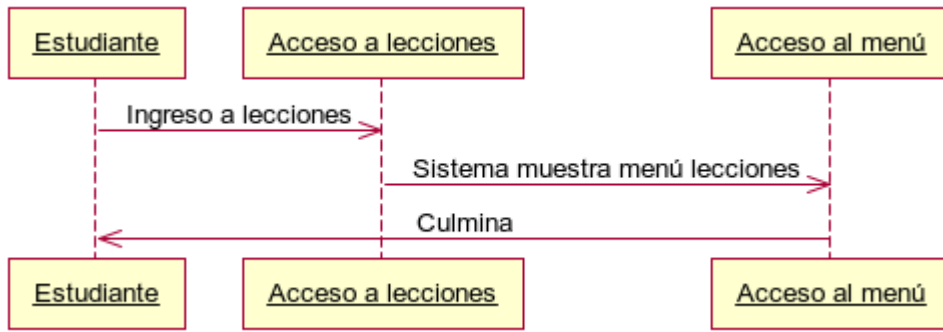 Estudiante
Acceso a lecciones
Acceso al menú
Ingreso a lecciones
Sistema muestra menú lecciones
Culmina
Estudiante
Acceso a lecciones
Acceso al menú